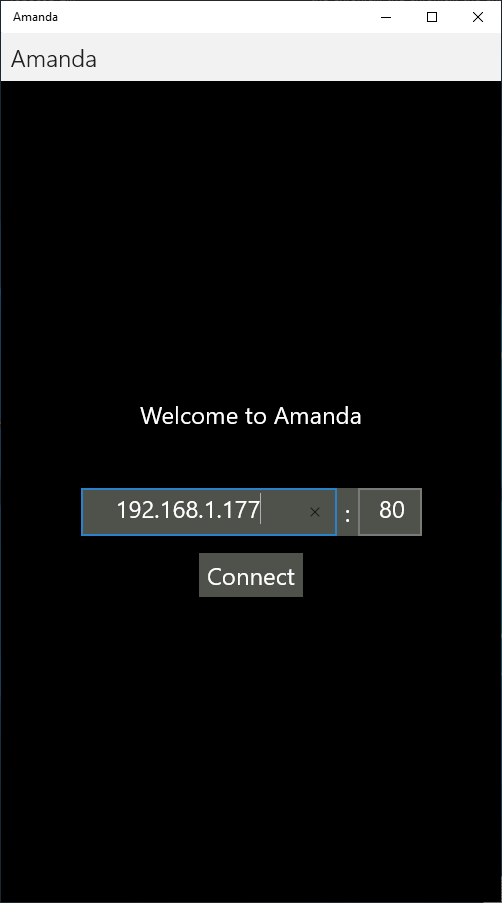 Amanda
Amanda
Welcome to Amanda
192.168.1.177 : 80
Connect